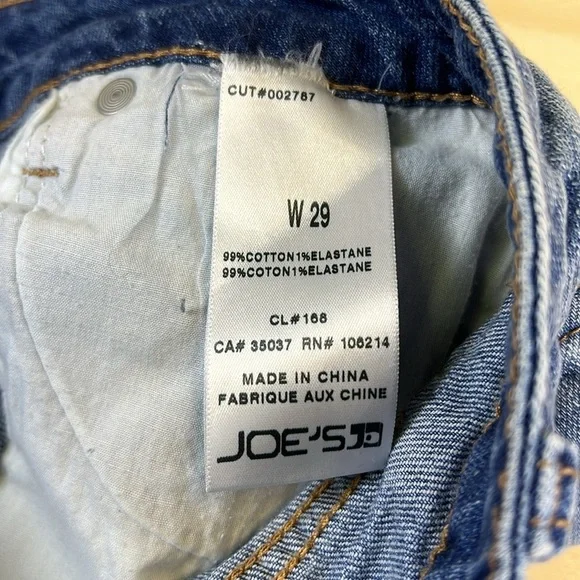 CUT#002787
W 29
99%COTTON1%ELASTANE
99%COTON1%ELASTANE
CL#168
CA# 35037 RN# 106214
MADE IN CHINA
FABRIQUE AUX CHINE
JOE'S